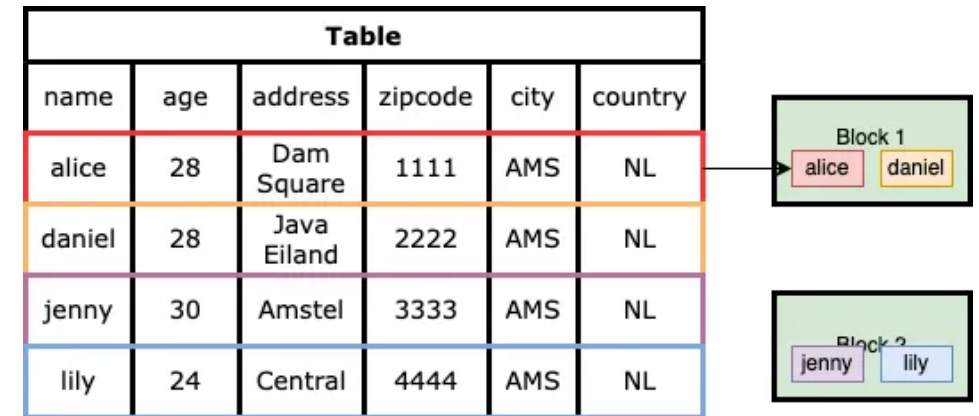 Table
name age address zipcode city country
alice 28 Dam Square 1111 AMS NL
daniel 28 Java Eiland 2222 AMS NL
jenny 30 Amstel 3333 AMS NL
lily 24 Central 4444 AMS NL
Block 1
alice daniel
Block 2
jenny lily